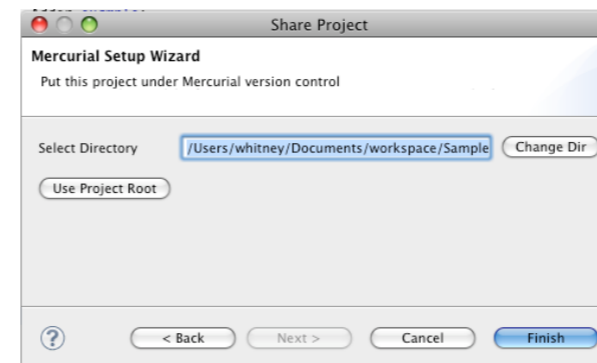 Share Project
Mercurial Setup Wizard
Put this project under Mercurial version control
Select Directory /Users/whitney/Documents/workspace/Sample Change Dir
Use Project Root
? < Back Next > Cancel Finish